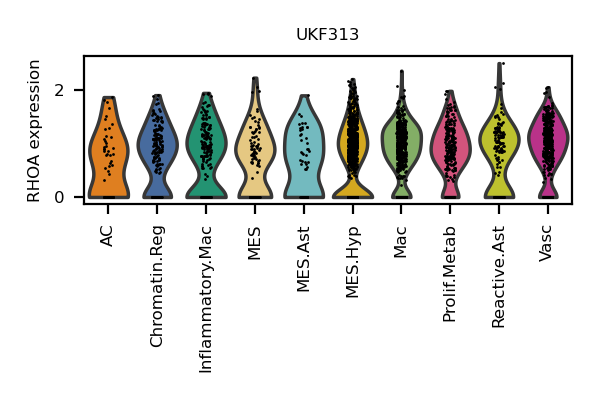 UKF313
RHOA expression
2
0
AC
Chromatin.Reg
Inflammatory.Mac
MES
MES.Ast
MES.Hyp
Mac
Prolif.Metab
Reactive.Ast
Vasc